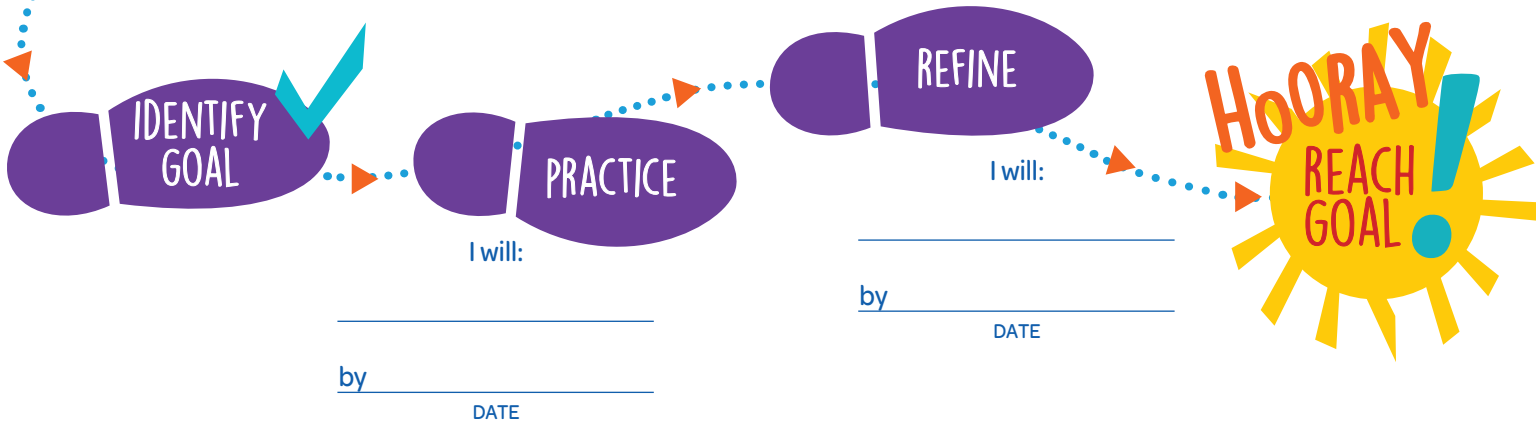 IDENTIFY
GOAL
PRACTICE
I will:
by
DATE
REFINE
I will:
by
DATE
HOORAY!
REACH
GOAL